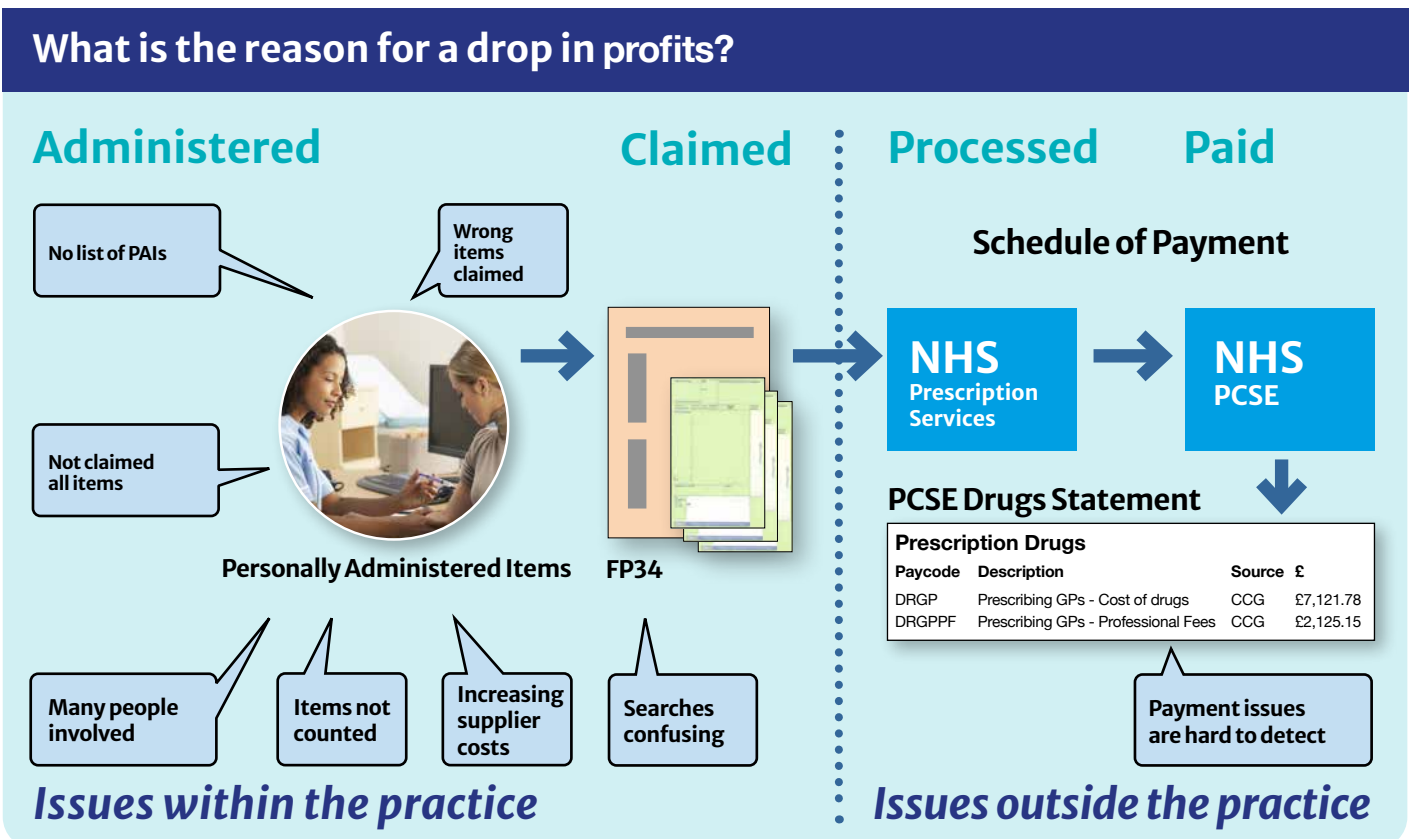 What is the reason for a drop in profits?
Administered
Claimed
Processed
Paid
No list of PAIs
Wrong
items
claimed
Schedule of Payment
NHS
Prescription
Services
NHS
PCSE
Not claimed
all items
PCSE Drugs Statement
Prescription Drugs
Paycode Description Source £
DRGP Prescribing GPs - Cost of drugs CCG £7,121.78
DRGPPF Prescribing GPs - Professional Fees CCG £2,125.15
Personally Administered Items
FP34
Many people
involved
Items not
counted
Increasing
supplier
costs
Searches
confusing
Payment issues
are hard to detect
Issues within the practice
Issues outside the practice